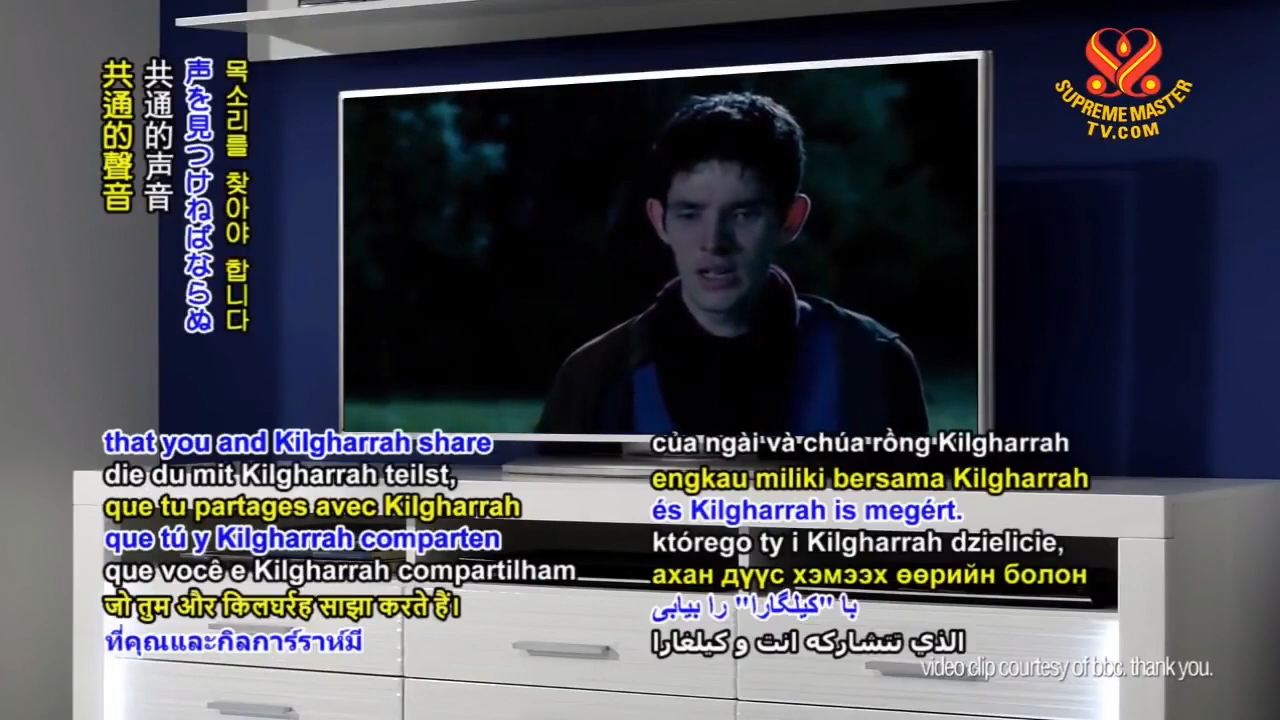 共通的聲音
共通的声音
声を見つけねばならぬ
목소리를 찾아야 합니다
SUPREME MASTER
TV.COM
that you and Kilgharrah share
die du mit Kilgharrah teilst,
que tu partages avec Kilgharrah
que tú y Kilgharrah comparten
que você e Kilgharrah compartilham
जो तुम और किलघर्रह साझा करते हैं।
ที่คุณและกิลการ์ราห์มี
của ngài và chúa rồng Kilgharrah
engkau miliki bersama Kilgharrah
és Kilgharrah is megért.
którego ty i Kilgharrah dzielicie,
ахан дүүс хэмээх өөрийн болон
با "کیلگارا" را بیابی
الذي تتشاركه انت و كيلغارا
video clip courtesy of bbc. thank you.